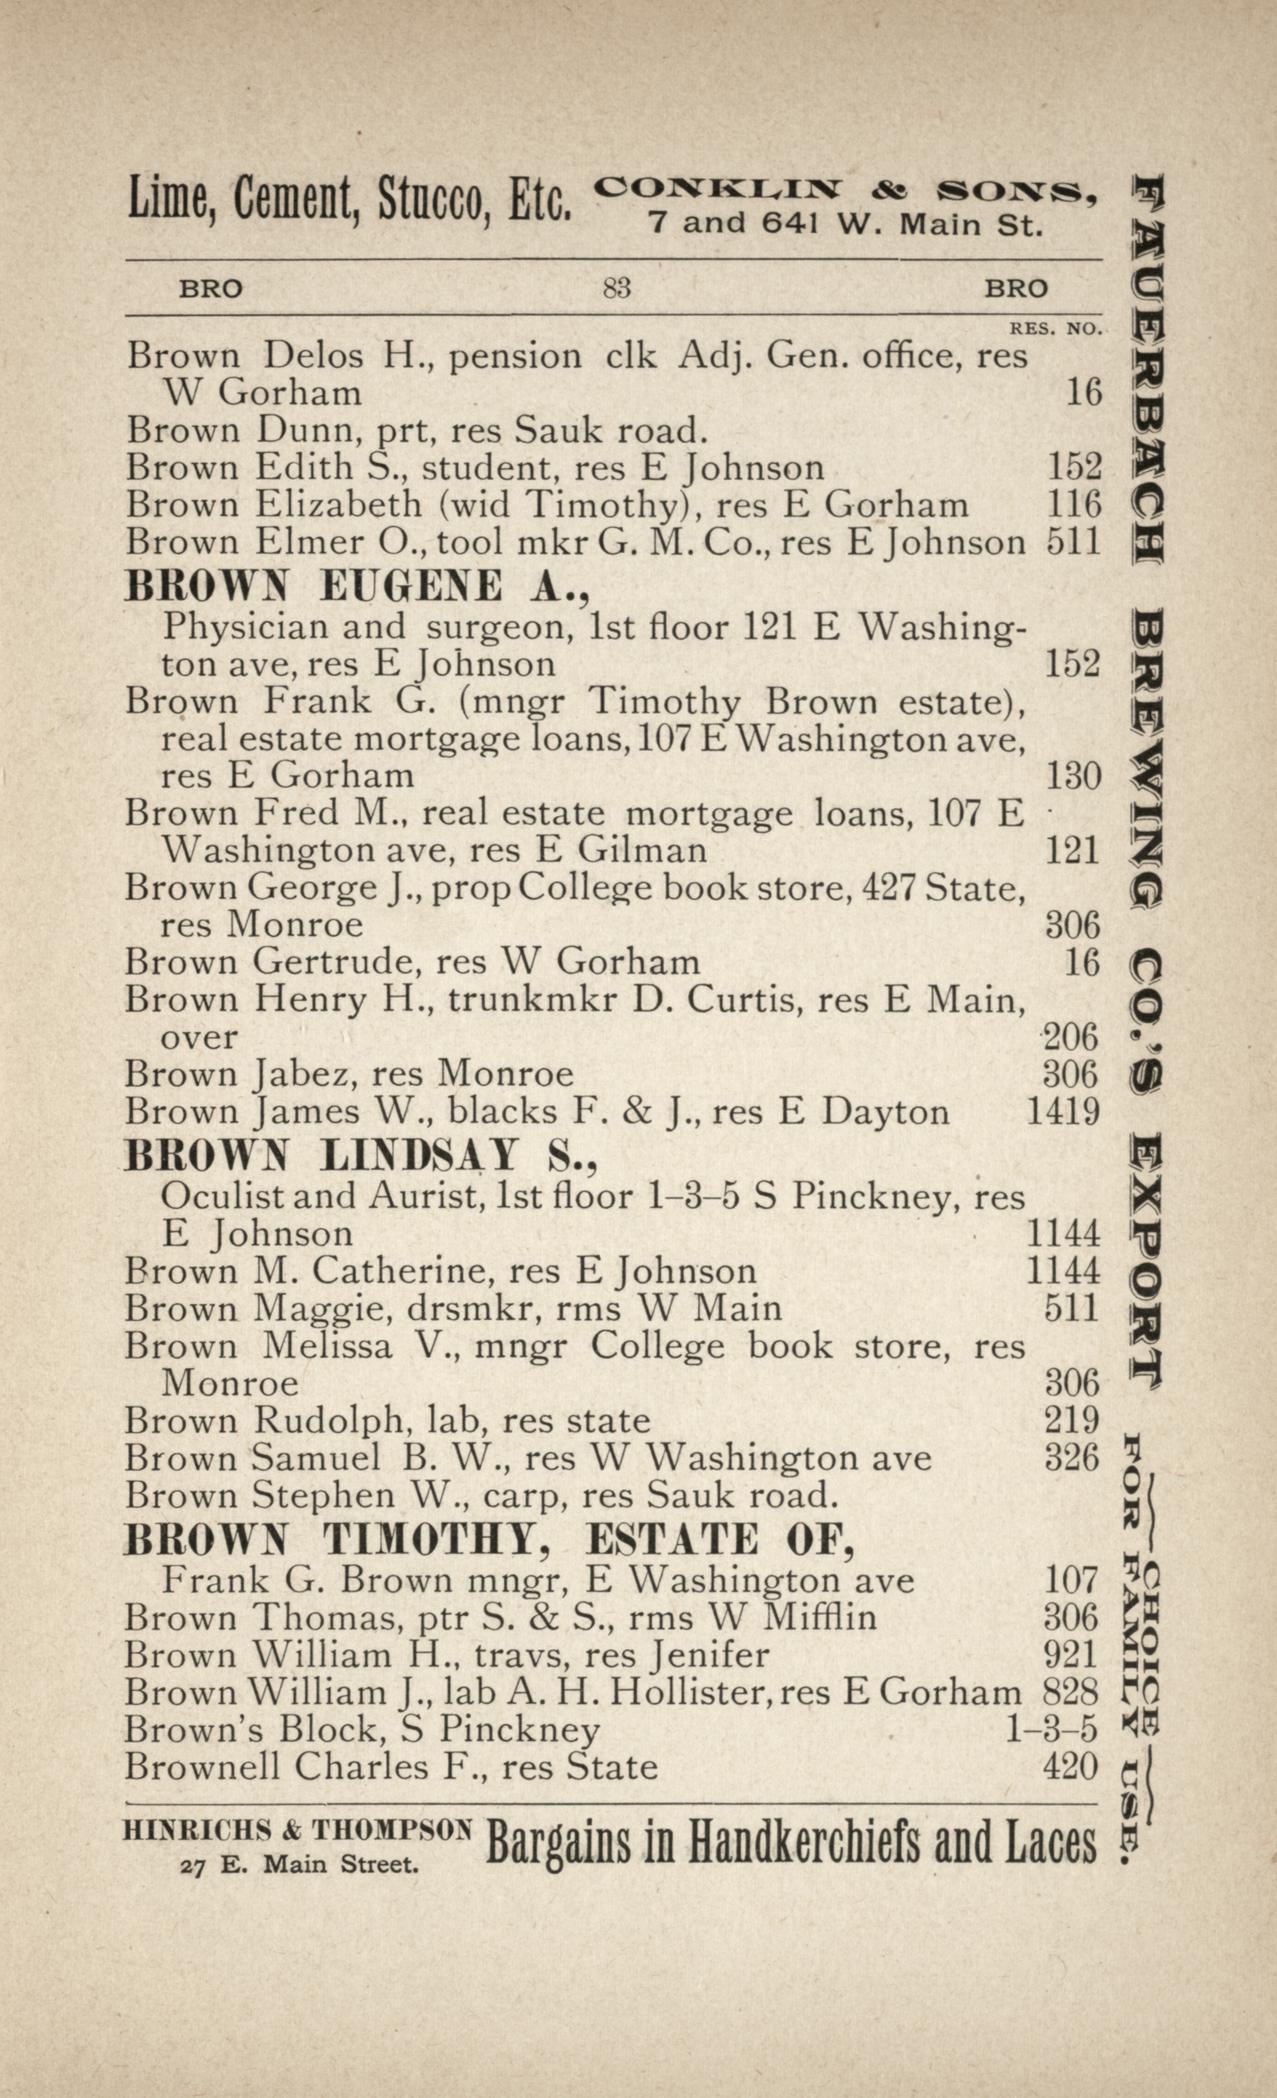 Lime, Cement, Stucco, Etc. CONKLIN & SONS,
7 and 641 W. Main St.
BRO 83 BRO
RES. NO.
Brown Delos H., pension clk Adj. Gen. office, res
W Gorham 16
Brown Dunn, prt, res Sauk road.
Brown Edith S., student, res E Johnson 152
Brown Elizabeth (wid Timothy), res E Gorham 116
Brown Elmer O., tool mkr G. M. Co., res E Johnson 511
BROWN EUGENE A.,
Physician and surgeon, 1st floor 121 E Washing-
ton ave, res E Johnson 152
Brown Frank G. (mngr Timothy Brown estate),
real estate mortgage loans, 107 E Washington ave,
res E Gorham 130
Brown Fred M., real estate mortgage loans, 107 E
Washington ave, res E Gilman 121
Brown George J., prop College book store, 427 State,
res Monroe 306
Brown Gertrude, res W Gorham 16
Brown Henry H., trunkmkr D. Curtis, res E Main,
over 206
Brown Jabez, res Monroe 306
Brown James W., blacks F. & J., res E Dayton 1419
BROWN LINDSAY S.,
Oculist and Aurist, 1st floor 1-3-5 S Pinckney, res
E Johnson 1144
Brown M. Catherine, res E Johnson 1144
Brown Maggie, drsmkr, rms W Main 511
Brown Melissa V., mngr College book store, res
Monroe 306
Brown Rudolph, lab, res state 219
Brown Samuel B. W., res W Washington ave 326
Brown Stephen W., carp, res Sauk road.
BROWN TIMOTHY, ESTATE OF,
Frank G. Brown mngr, E Washington ave 107
Brown Thomas, ptr S. & S., rms W Mifflin 306
Brown William H., travs, res Jenifer 921
Brown William J., lab A. H. Hollister, res E Gorham 828
Brown's Block, S Pinckney 1-3-5
Brownell Charles F., res State 420
HINRICHS & THOMPSON Bargains in Handkerchiefs and Laces
27 E. Main Street.
FAUERBACH BREWING CO.'S EXPORT
CHOICE
FOR FAMILY USE.